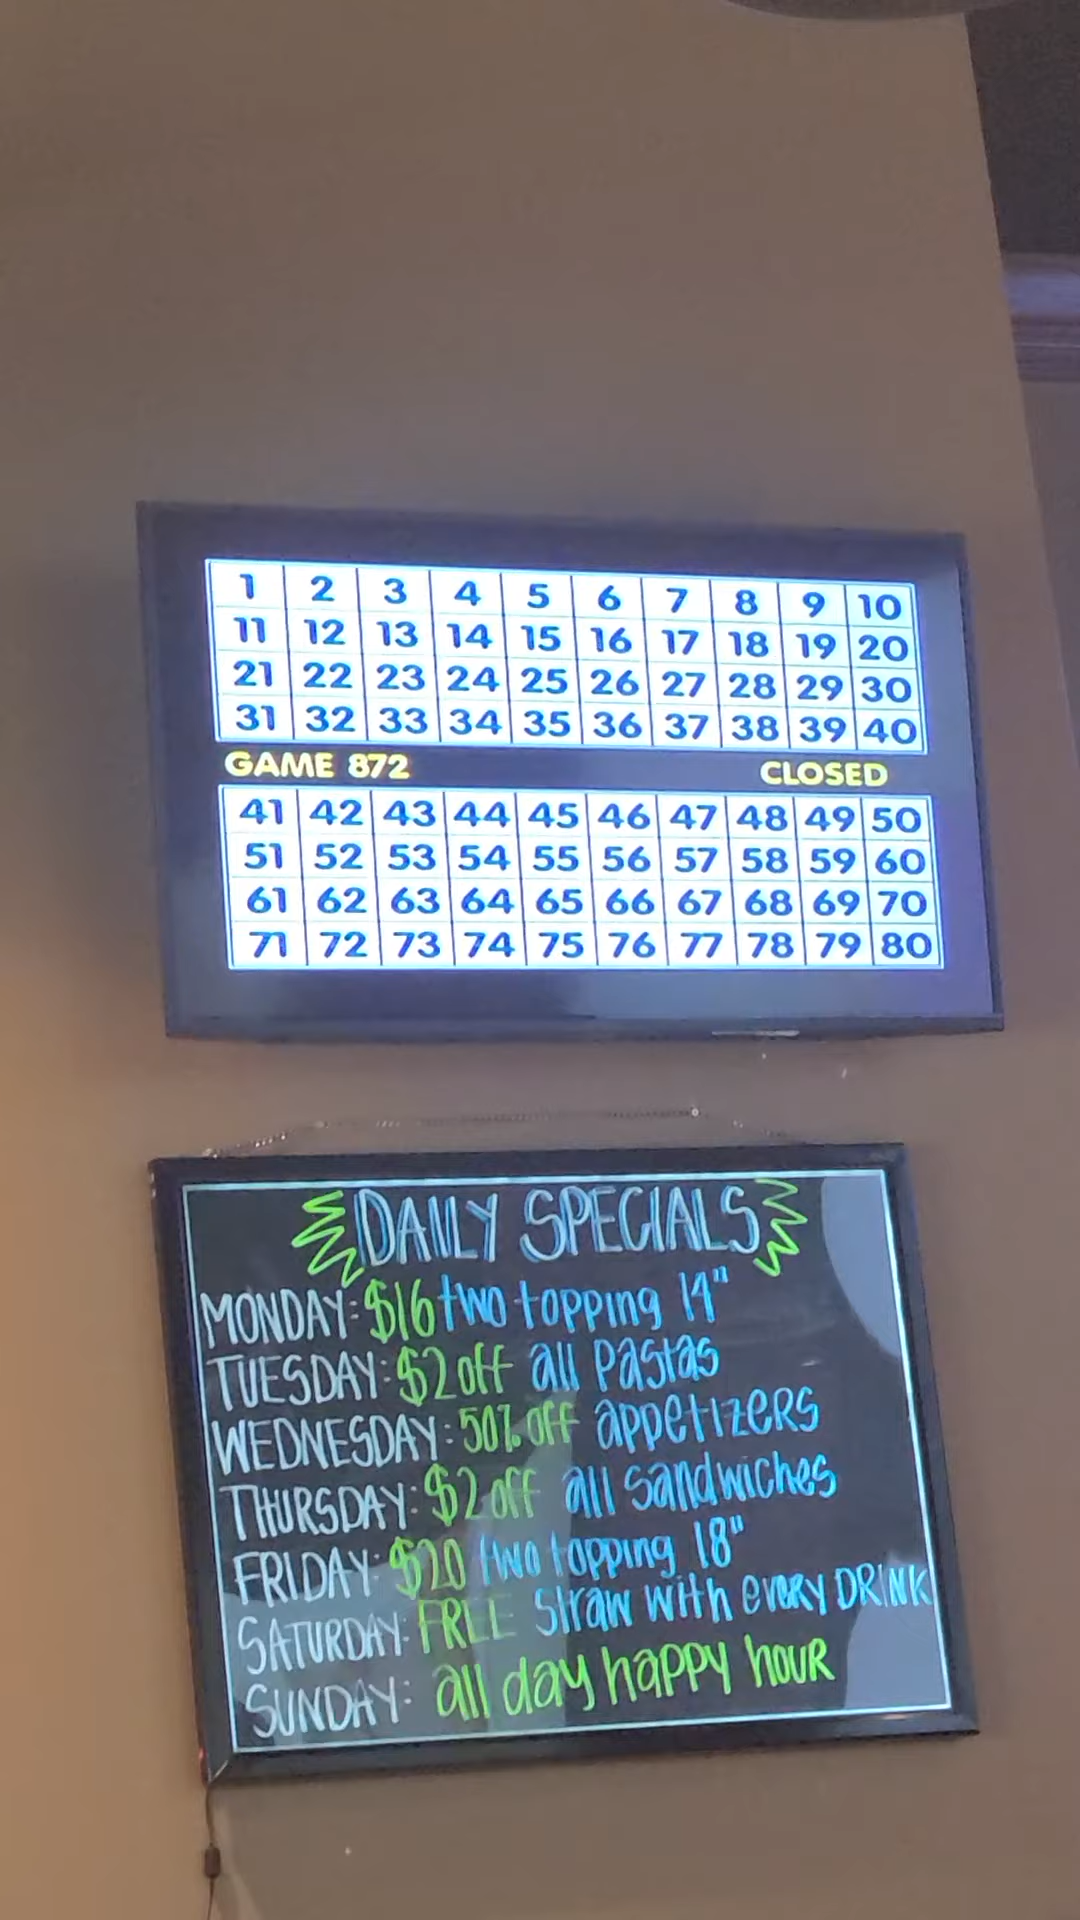 1 2 3 4 5 6 7 8 9 10
11 12 13 14 15 16 17 18 19 20
21 22 23 24 25 26 27 28 29 30
31 32 33 34 35 36 37 38 39 40
GAME 872 CLOSED
41 42 43 44 45 46 47 48 49 50
51 52 53 54 55 56 57 58 59 60
61 62 63 64 65 66 67 68 69 70
71 72 73 74 75 76 77 78 79 80
DAILY SPECIALS
MONDAY: $16 two topping 14"
TUESDAY: $2 off all pastas
WEDNESDAY: 50% off appetizers
THURSDAY: $2 off all sandwiches
FRIDAY: $20 two topping 18"
SATURDAY: FREE Straw with every DRINK
SUNDAY: all day happy hour